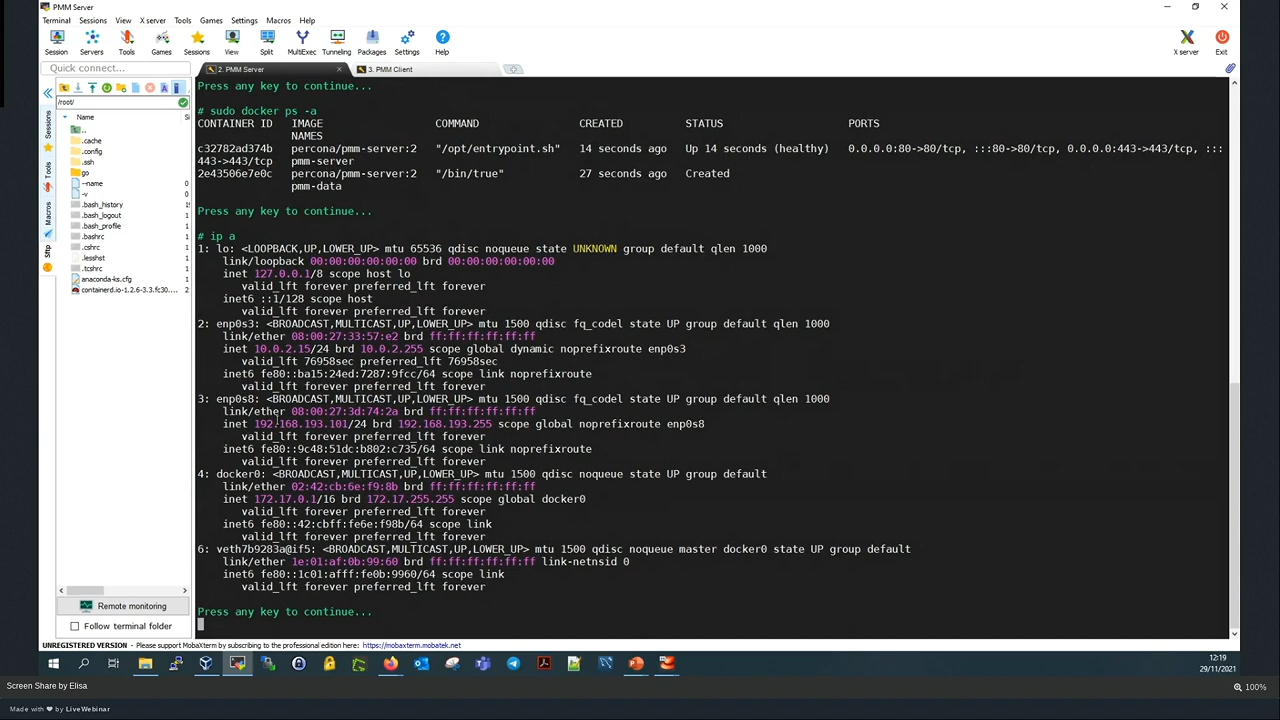 PMM Server
Terminal Sessions View X server Tools Games Settings Macros Help
Session Servers Tools Games Sessions View Split MultiExec Tunneling Packages Settings Help X server Exit
Quick connect...
2. PMM Server
3. PMM Client
/root/
Name
..
.cache
.config
.ssh
go
--name 0
-v 0
.bash_history
.bash_logout 1
.bash_profile 1
.bashrc 1
.cshrc 1
.lesshst 1
.tcshrc 1
anaconda-ks.cfg 1
containerd.io-1.2.6-3.3.fc30.... 2
Sessions
Tools
Macros
Sftp
Remote monitoring
Follow terminal folder
Press any key to continue...
# sudo docker ps -a
CONTAINER ID IMAGE COMMAND CREATED STATUS PORTS
NAMES
c32782ad374b percona/pmm-server:2 "/opt/entrypoint.sh" 14 seconds ago Up 14 seconds (healthy) 0.0.0.0:80->80/tcp, :::80->80/tcp, 0.0.0.0:443->443/tcp, :::
443->443/tcp pmm-server
2e43506e7e0c percona/pmm-server:2 "/bin/true" 27 seconds ago Created
pmm-data
Press any key to continue...
# ip a
1: lo: <LOOPBACK,UP,LOWER_UP> mtu 65536 qdisc noqueue state UNKNOWN group default qlen 1000
link/loopback 00:00:00:00:00:00 brd 00:00:00:00:00:00
inet 127.0.0.1/8 scope host lo
valid_lft forever preferred_lft forever
inet6 ::1/128 scope host
valid_lft forever preferred_lft forever
2: enp0s3: <BROADCAST,MULTICAST,UP,LOWER_UP> mtu 1500 qdisc fq_codel state UP group default qlen 1000
link/ether 08:00:27:33:57:e2 brd ff:ff:ff:ff:ff:ff
inet 10.0.2.15/24 brd 10.0.2.255 scope global dynamic noprefixroute enp0s3
valid_lft 76958sec preferred_lft 76958sec
inet6 fe80::ba15:24ed:7287:9fcc/64 scope link noprefixroute
valid_lft forever preferred_lft forever
3: enp0s8: <BROADCAST,MULTICAST,UP,LOWER_UP> mtu 1500 qdisc fq_codel state UP group default qlen 1000
link/ether 08:00:27:3d:74:2a brd ff:ff:ff:ff:ff:ff
inet 192.168.193.101/24 brd 192.168.193.255 scope global noprefixroute enp0s8
valid_lft forever preferred_lft forever
inet6 fe80::9c48:51dc:b802:c735/64 scope link noprefixroute
valid_lft forever preferred_lft forever
4: docker0: <BROADCAST,MULTICAST,UP,LOWER_UP> mtu 1500 qdisc noqueue state UP group default
link/ether 02:42:cb:6e:f9:8b brd ff:ff:ff:ff:ff:ff
inet 172.17.0.1/16 brd 172.17.255.255 scope global docker0
valid_lft forever preferred_lft forever
inet6 fe80::42:cbff:fe6e:f98b/64 scope link
valid_lft forever preferred_lft forever
6: veth7b9283a@if5: <BROADCAST,MULTICAST,UP,LOWER_UP> mtu 1500 qdisc noqueue master docker0 state UP group default
link/ether 1e:01:af:0b:99:60 brd ff:ff:ff:ff:ff:ff link-netnsid 0
inet6 fe80::1c01:afff:fe0b:9960/64 scope link
valid_lft forever preferred_lft forever
Press any key to continue...
UNREGISTERED VERSION - Please support MobaXterm by subscribing to the professional edition here: https://mobaxterm.mobatek.net
12:19
29/11/2021
Screen Share by Elisa
100%
Made with ❤ by LiveWebinar